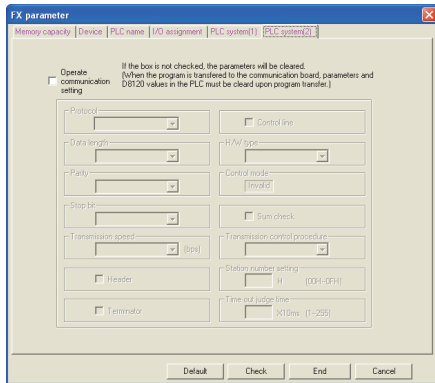 FX parameter
Memory capacity Device PLC name I/O assignment PLC system(1) PLC system(2)
If the box is not checked, the parameters will be cleared.
Operate communication setting
(When the program is transfered to the communication board, parameters and
D8120 values in the PLC must be cleard upon program transfer.)
Protocol
Control line
Data length
H/W type
Parity
Control mode
Invalid
Stop bit
Sum check
Transmission speed
(bps)
Transmission control procedure
Header
Station number setting
H (00H~0FH)
Terminator
Time out judge time
X10ms (1~255)
Default Check End Cancel